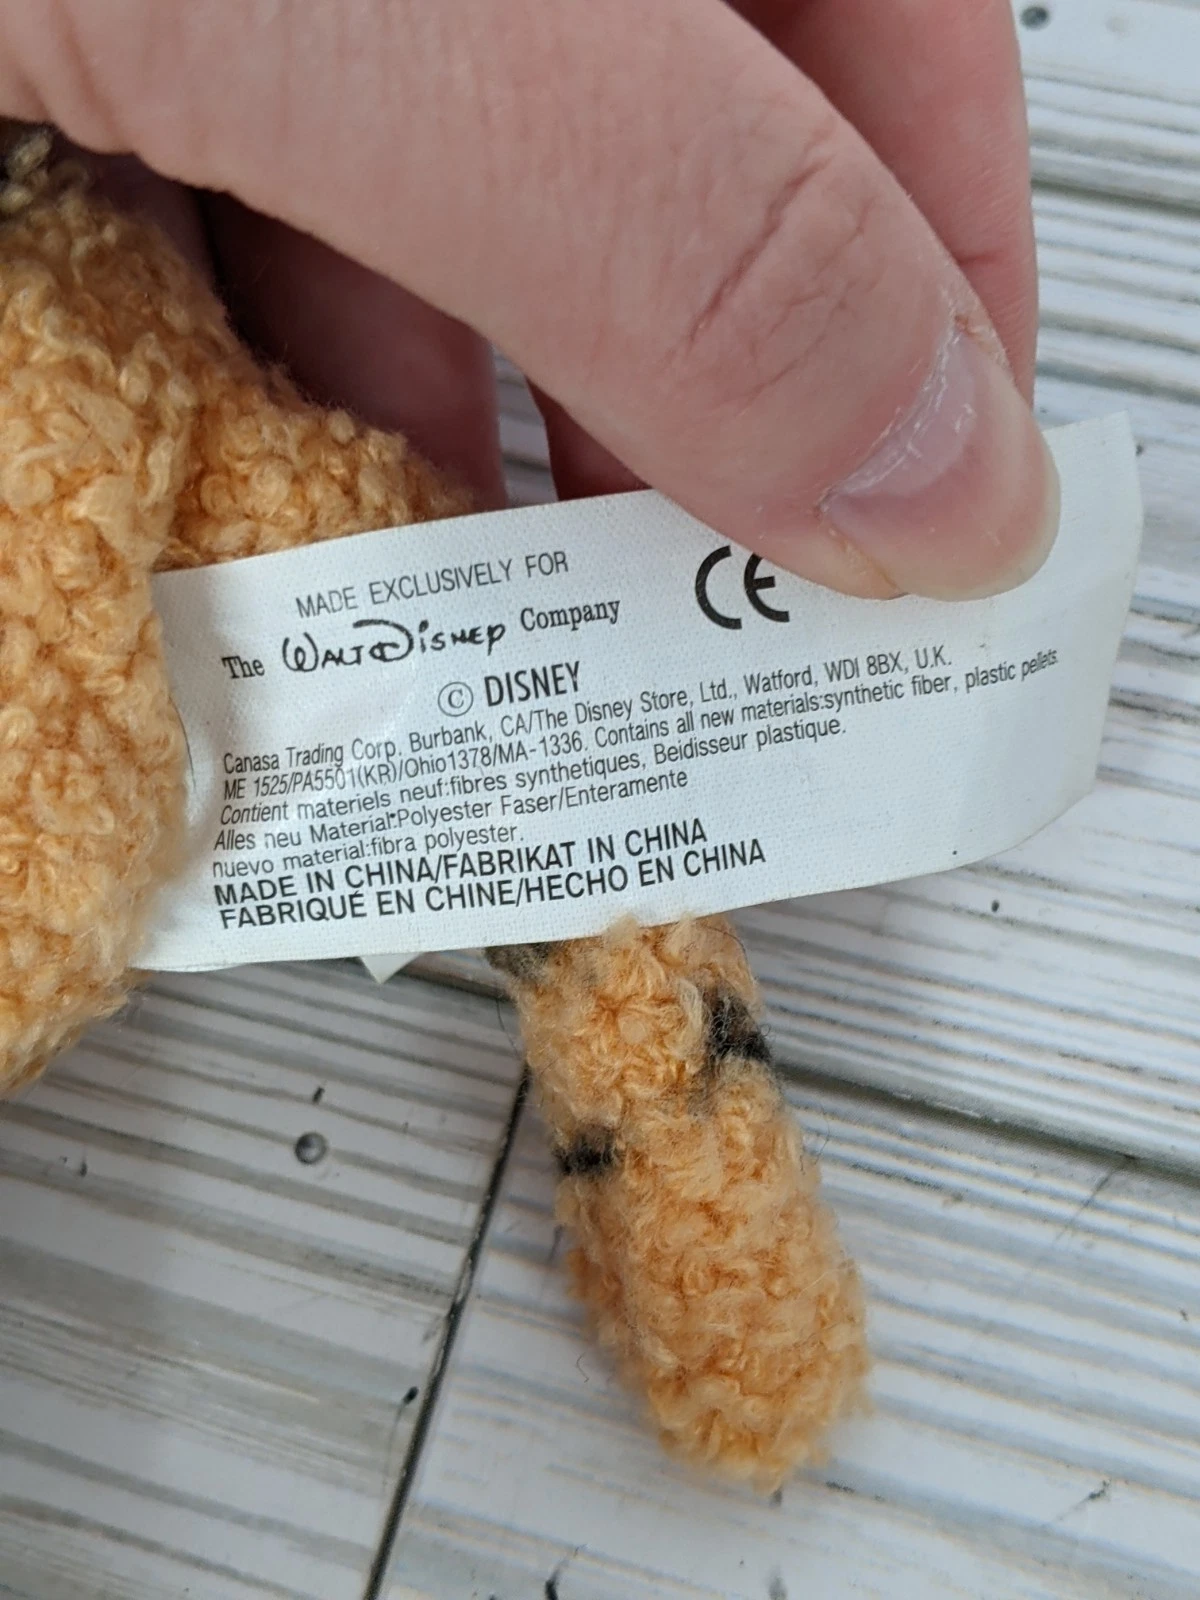 MADE EXCLUSIVELY FOR
The WALT DISNEY Company
CE
© DISNEY
Canasa Trading Corp. Burbank, CA/The Disney Store, Ltd., Watford, WDI 8BX, U.K.
ME 1525/PA5501(KR)/Ohio1378/MA-1336. Contains all new materials:synthetic fiber, plastic pellets
Contient materiels neuf:fibres synthetiques, Beidisseur plastique.
Alles neu Material:Polyester Faser/Enteramente
nuevo material:fibra polyester.
MADE IN CHINA/FABRIKAT IN CHINA
FABRIQUÉ EN CHINE/HECHO EN CHINA